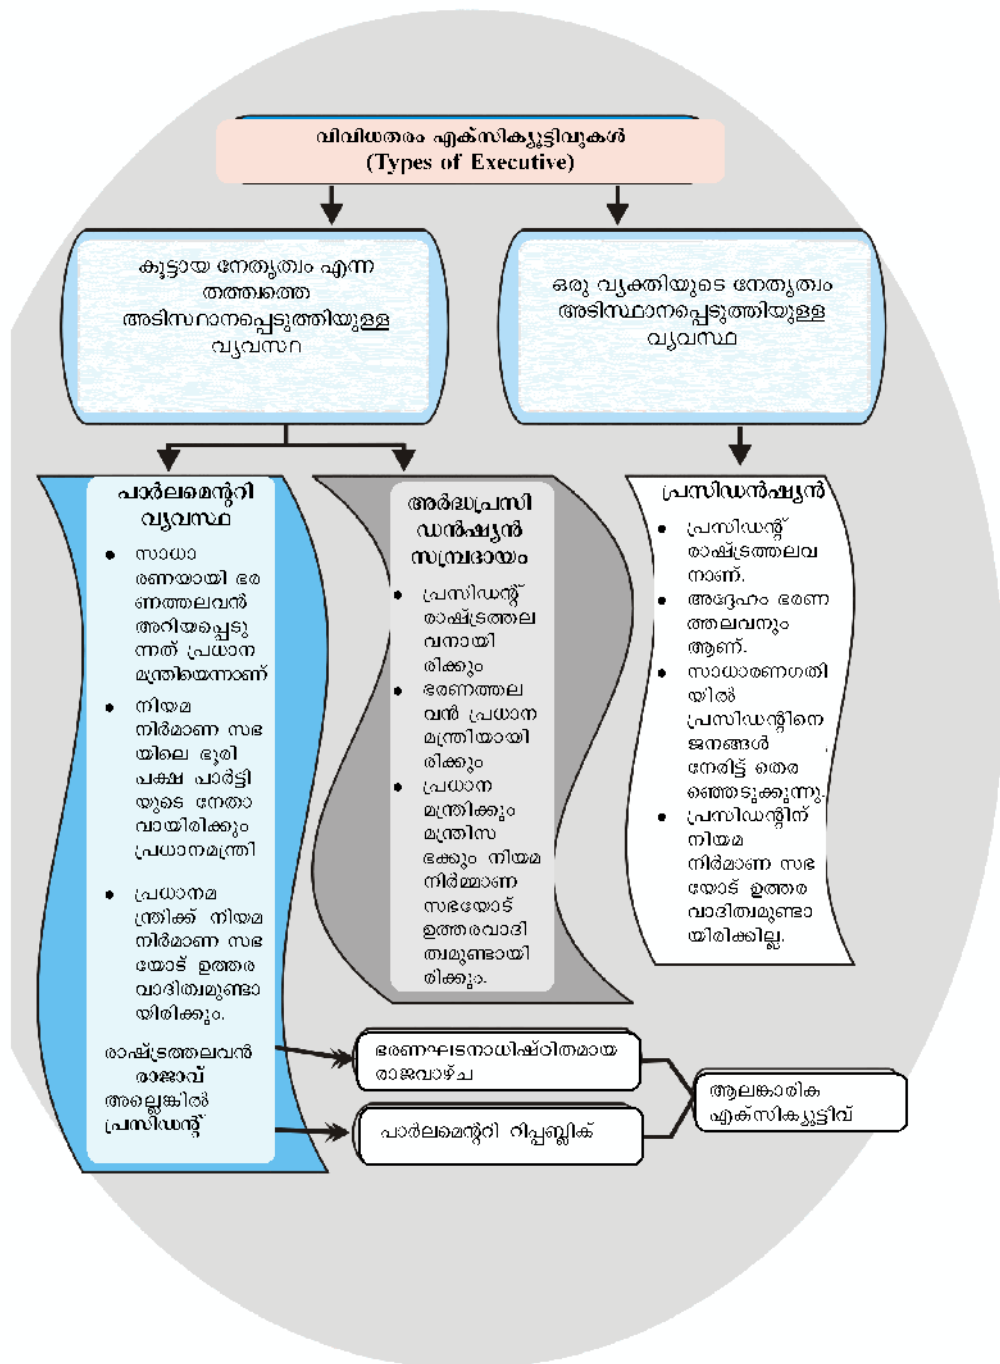 വിവിധതരം എക്സിക്യൂട്ടിവുകൾ
(Types of Executive)
കൂട്ടായ നേതൃത്വം എന്ന
തത്ത്വത്തെ
അടിസ്ഥാനപ്പെടുത്തിയുള്ള
വ്യവസ്ഥ
ഒരു വ്യക്തിയുടെ നേതൃത്വം
അടിസ്ഥാനപ്പെടുത്തിയുള്ള
വ്യവസ്ഥ
പാർലമെന്ററി
വ്യവസ്ഥ
• സാധാ
രണയായി ഭര
ണത്തലവൻ
അറിയപ്പെടു
ന്നത് പ്രധാന
മന്ത്രിയെന്നാണ്
• നിയമ
നിർമാണ സഭ
യിലെ ഭൂരി
പക്ഷ പാർട്ടി
യുടെ നേതാ
വായിരിക്കും
പ്രധാനമന്ത്രി
• പ്രധാനമ
ന്ത്രിക്ക് നിയമ
നിർമാണ സഭ
യോട് ഉത്തര
വാദിത്വമുണ്ടാ
യിരിക്കും.
രാഷ്ട്രത്തലവൻ
രാജാവ്
അല്ലെങ്കിൽ
പ്രസിഡന്റ്
അർദ്ധപ്രസി
ഡൻഷ്യൻ
സമ്പ്രദായം
• പ്രസിഡന്റ്
രാഷ്ട്രത്തല
വനായി
രിക്കും
• ഭരണത്തല
വൻ പ്രധാന
മന്ത്രിയായി
രിക്കും
• പ്രധാന
മന്ത്രിക്കും
മന്ത്രിസ
ഭക്കും നിയമ
നിർമ്മാണ
സഭയോട്
ഉത്തരവാദി
ത്വമുണ്ടായി
രിക്കും.
പ്രസിഡൻഷ്യൻ
• പ്രസിഡന്റ്
രാഷ്ട്രത്തലവ
നാണ്.
• അദ്ദേഹം ഭരണ
ത്തലവനും
ആണ്.
• സാധാരണഗതി
യിൽ
പ്രസിഡന്റിനെ
ജനങ്ങൾ
നേരിട്ട് തെര
ഞ്ഞെടുക്കുന്നു.
• പ്രസിഡന്റിന്
നിയമ
നിർമാണ സഭ
യോട് ഉത്തര
വാദിത്വമുണ്ടാ
യിരിക്കില്ല.
ഭരണഘടനാധിഷ്ഠിതമായ
രാജവാഴ്ച
പാർലമെന്ററി റിപ്പബ്ലിക്
ആലങ്കാരിക
എക്സിക്യൂട്ടീവ്